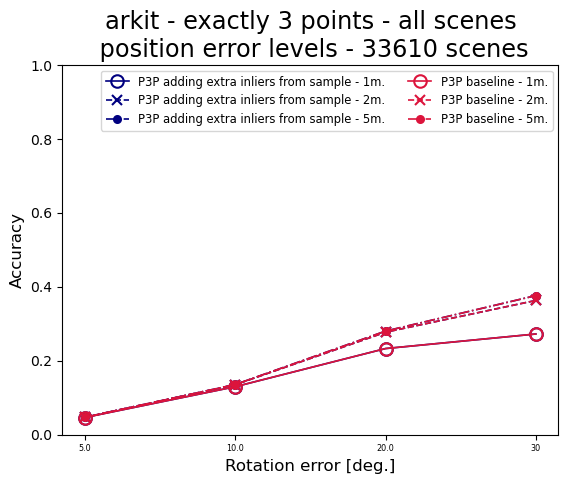 arkit - exactly 3 points - all scenes
position error levels - 33610 scenes
P3P adding extra inliers from sample - 1m.
P3P adding extra inliers from sample - 2m.
P3P adding extra inliers from sample - 5m.
P3P baseline - 1m.
P3P baseline - 2m.
P3P baseline - 5m.
Accuracy
1.0
0.8
0.6
0.4
0.2
0.0
5.0 10.0 20.0 30
Rotation error [deg.]